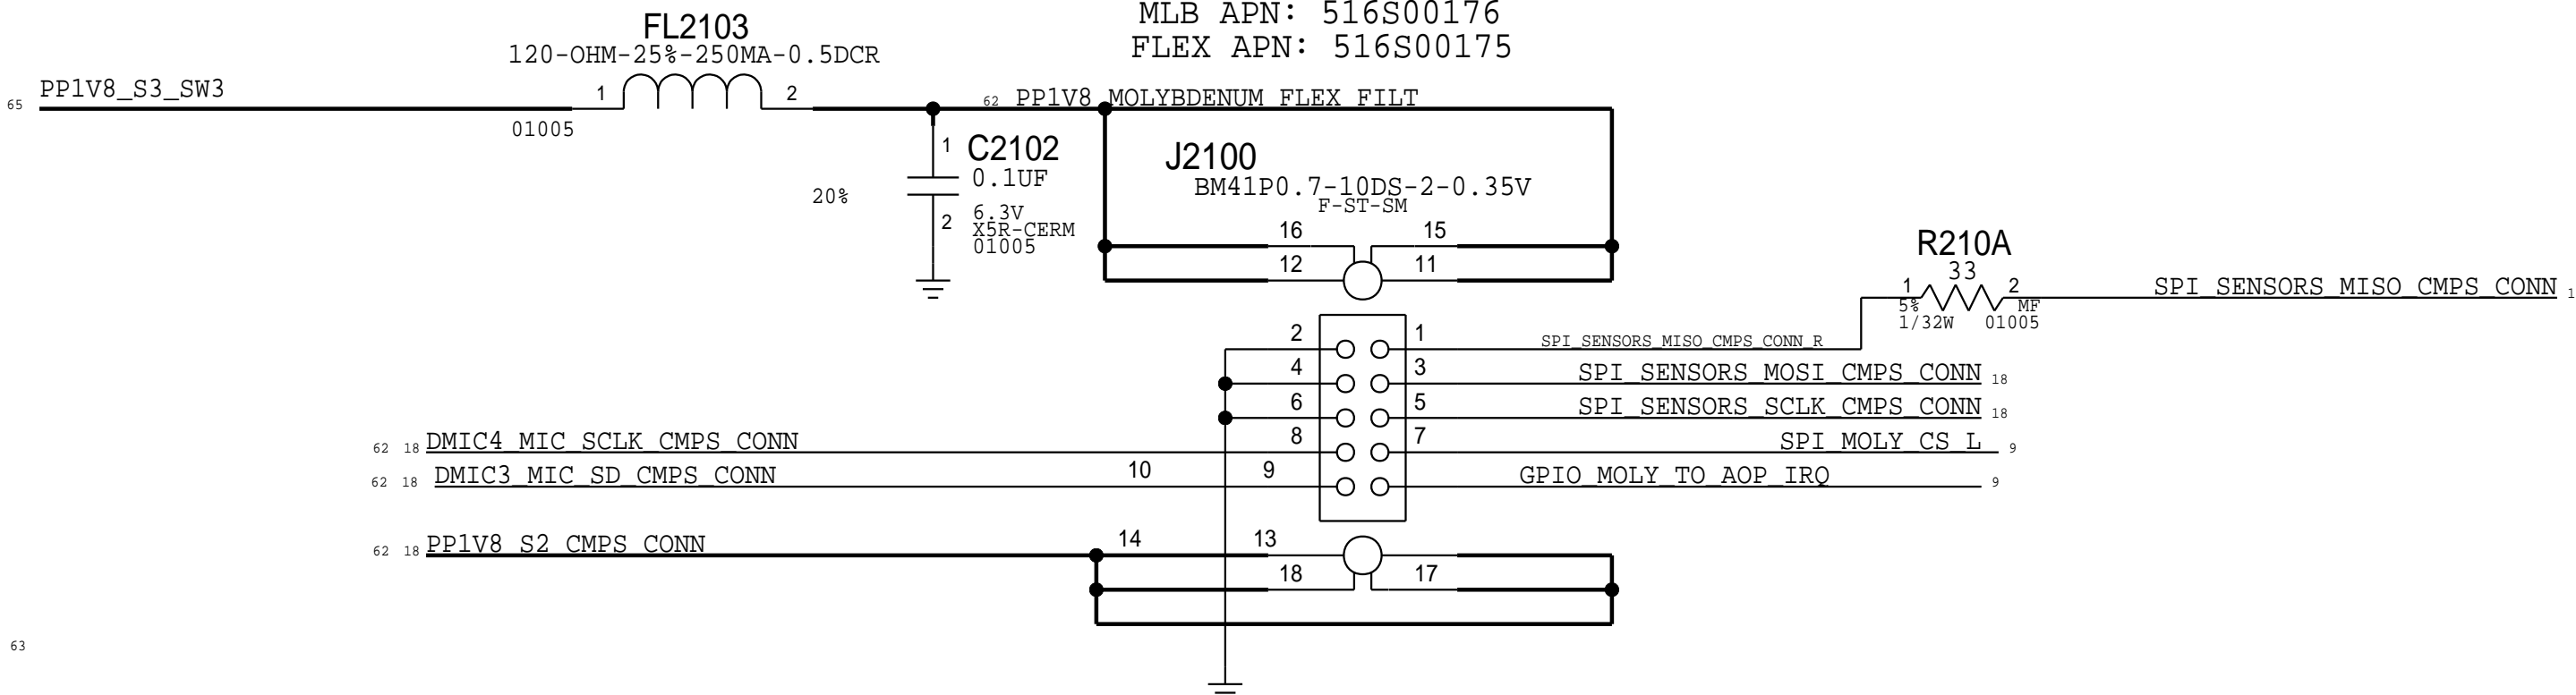 MLB APN: 516S00176
FLEX APN: 516S00175
FL2103
120-OHM-25%-250MA-0.5DCR
65 PP1V8_S3_SW3
1 2
01005
62 PP1V8_MOLYBDENUM_FLEX_FILT
1 C2102
0.1UF
20%
2 6.3V
X5R-CERM
01005
J2100
BM41P0.7-10DS-2-0.35V
F-ST-SM
16 15
12 11
R210A
33
1 2
5% MF
1/32W 01005
SPI_SENSORS_MISO_CMPS_CONN 1
2 1 SPI_SENSORS_MISO_CMPS_CONN_R
4 3 SPI_SENSORS_MOSI_CMPS_CONN 18
6 5 SPI_SENSORS_SCLK_CMPS_CONN 18
62 18 DMIC4_MIC_SCLK_CMPS_CONN 8 7 SPI_MOLY_CS_L 9
62 18 DMIC3_MIC_SD_CMPS_CONN 10 9 GPIO_MOLY_TO_AOP_IRQ 9
62 18 PP1V8_S2_CMPS_CONN 14 13
18 17
63